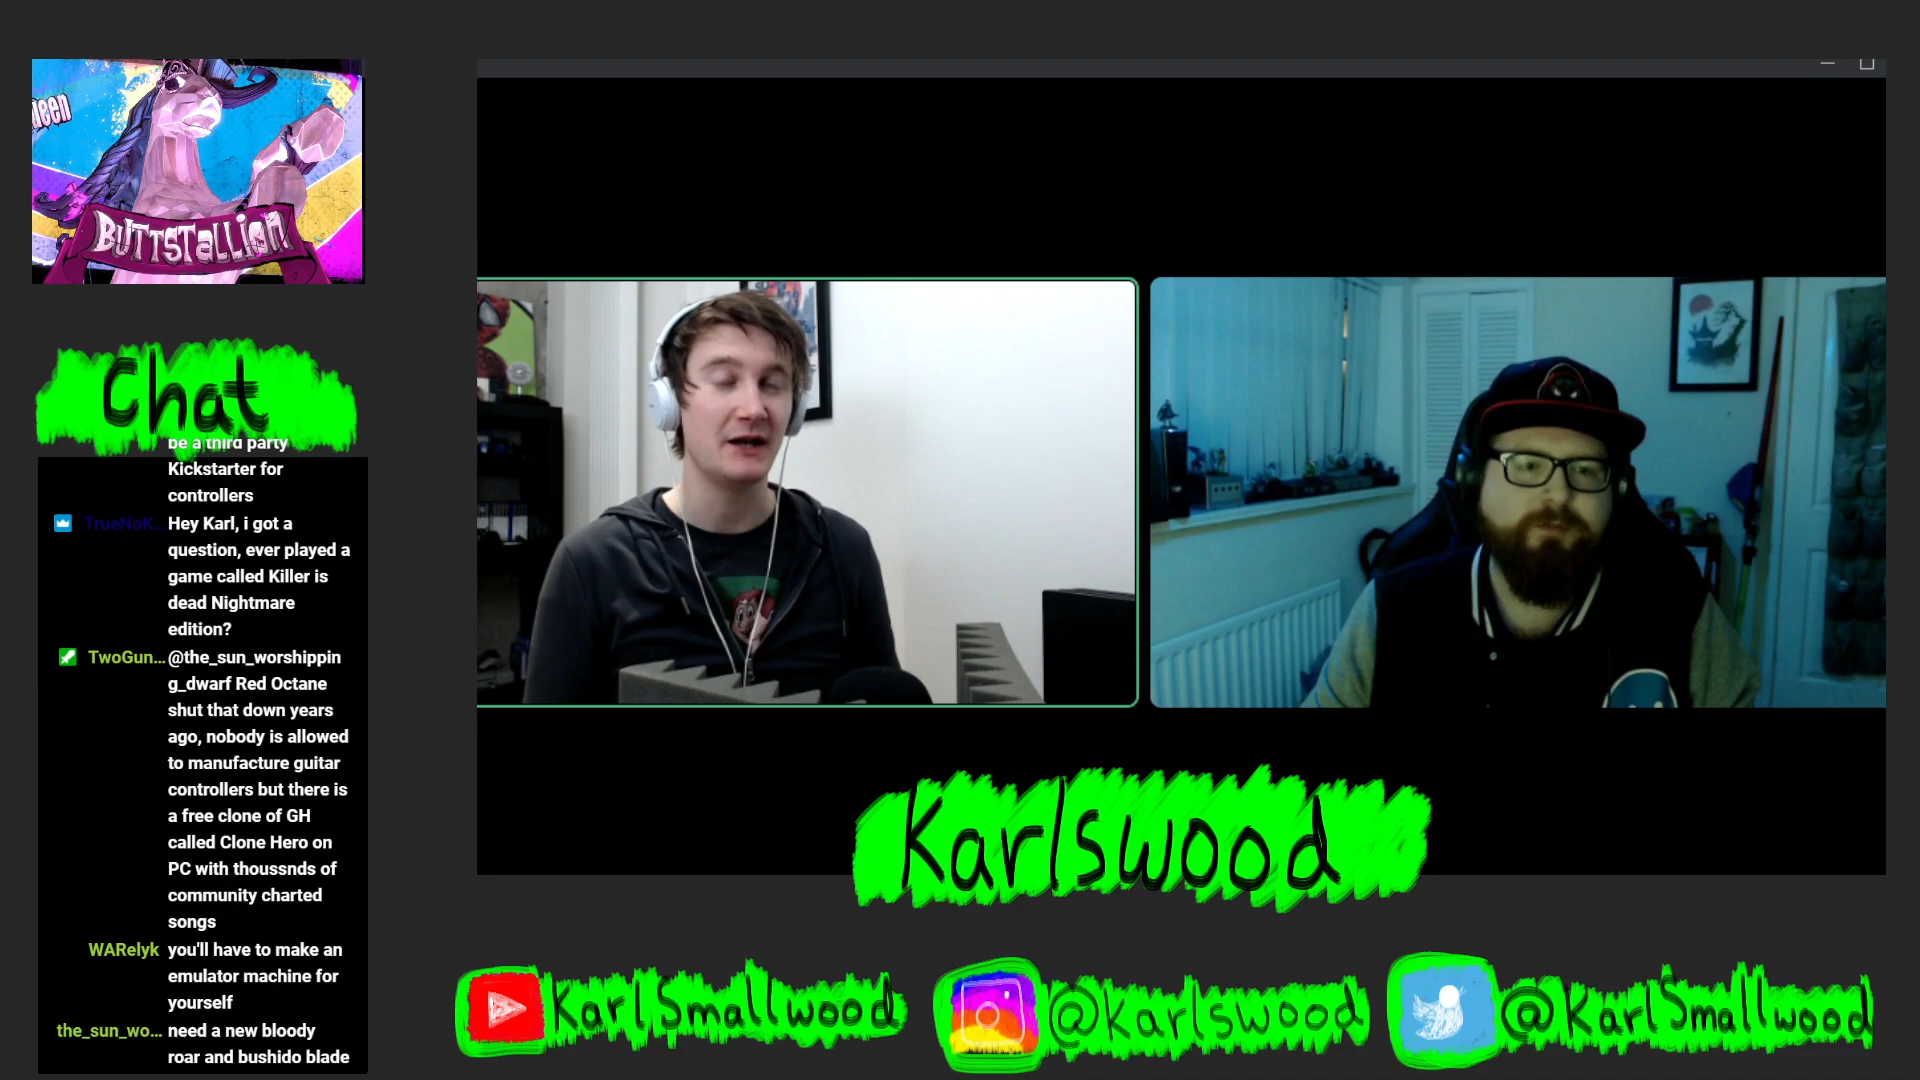 BUTTSTALLION
Chat
be a third party
Kickstarter for
controllers
TrueNoK... Hey Karl, i got a
question, ever played a
game called Killer is
dead Nightmare
edition?
TwoGun... @the_sun_worshippin
g_dwarf Red Octane
shut that down years
ago, nobody is allowed
to manufacture guitar
controllers but there is
a free clone of GH
called Clone Hero on
PC with thoussnds of
community charted
songs
WARelyk you'll have to make an
emulator machine for
yourself
the_sun_wo... need a new bloody
roar and bushido blade
Karlswood
KarlSmallwood
@karlswood
@KarlSmallwood